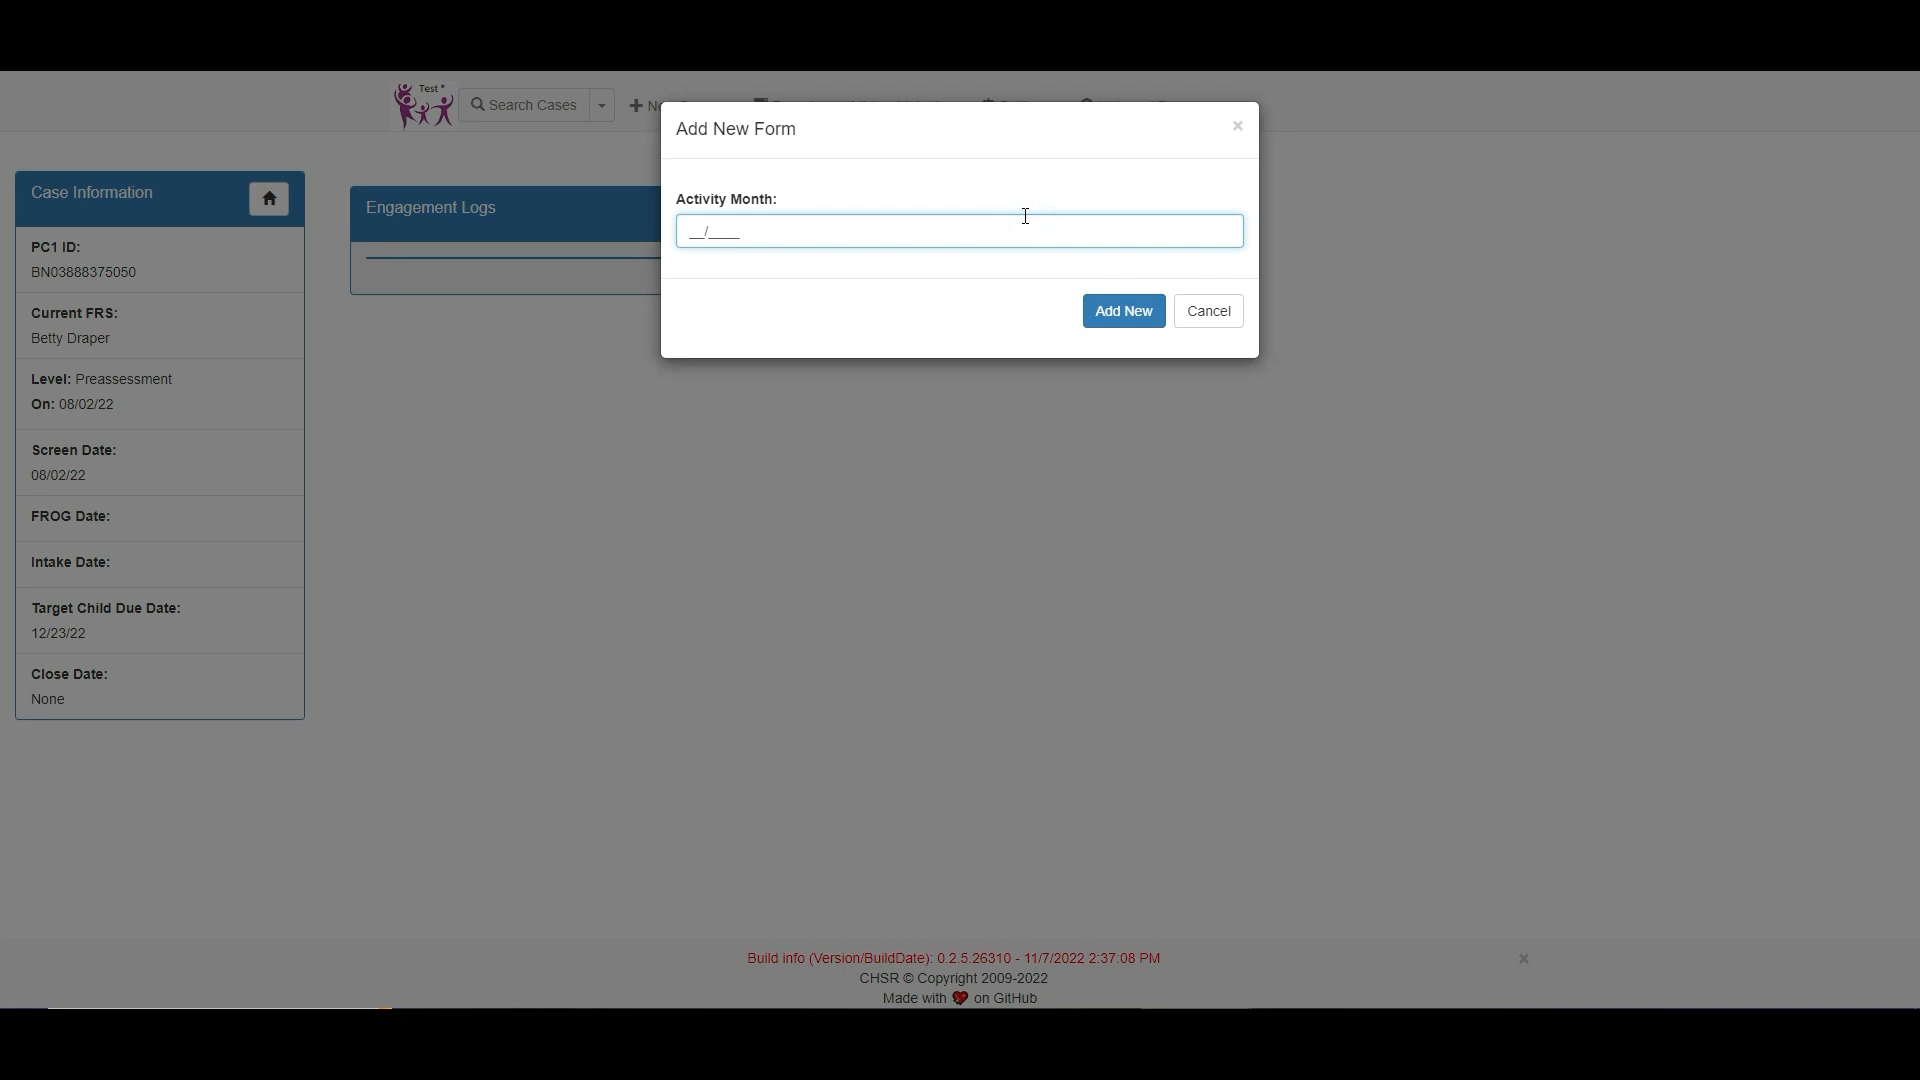 Test *
Search Cases
Add New Form
×
Case Information
Engagement Logs
Activity Month:
__/____
PC1 ID:
BN03888375050
Current FRS:
Betty Draper
Add New
Cancel
Level: Preassessment
On: 08/02/22
Screen Date:
08/02/22
FROG Date:
Intake Date:
Target Child Due Date:
12/23/22
Close Date:
None
Build info (Version/BuildDate): 0.2.5.26310 - 11/7/2022 2:37:08 PM
×
CHSR © Copyright 2009-2022
Made with ❤ on GitHub